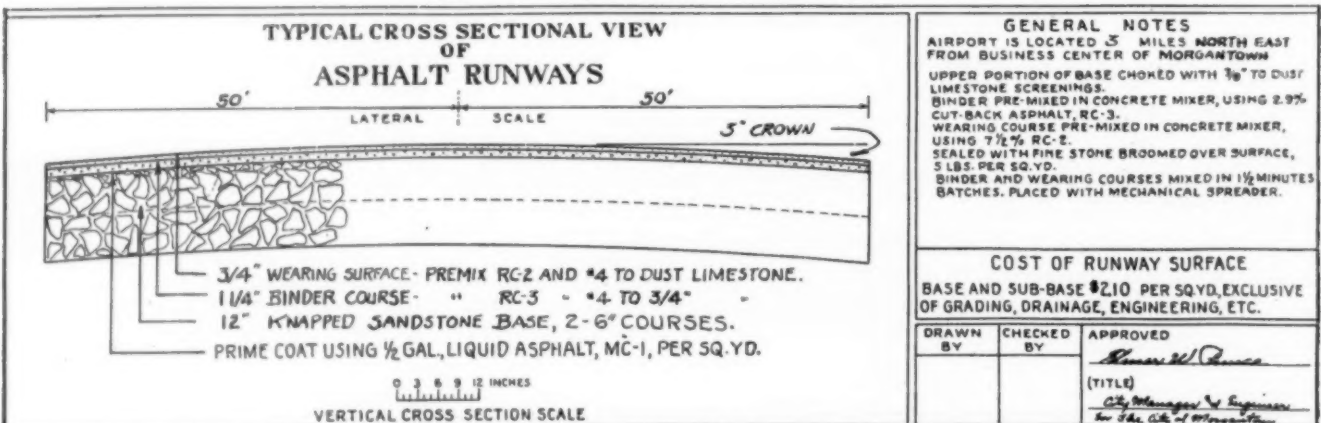 TYPICAL CROSS SECTIONAL VIEW
OF
ASPHALT RUNWAYS
50' 50'
LATERAL SCALE
5" CROWN
3/4" WEARING SURFACE - PREMIX RC-2 AND #4 TO DUST LIMESTONE.
1 1/4" BINDER COURSE - " RC-3 " #4 TO 3/4" "
12" KNAPPED SANDSTONE BASE, 2-6" COURSES.
PRIME COAT USING 1/2 GAL., LIQUID ASPHALT, MC-1, PER SQ.YD.
0 3 6 9 12 INCHES
VERTICAL CROSS SECTION SCALE
GENERAL NOTES
AIRPORT IS LOCATED 3 MILES NORTH EAST
FROM BUSINESS CENTER OF MORGANTOWN
UPPER PORTION OF BASE CHOKED WITH 3/8" TO DUST
LIMESTONE SCREENINGS.
BINDER PRE-MIXED IN CONCRETE MIXER, USING 2.9%
CUT-BACK ASPHALT, RC-3.
WEARING COURSE PRE-MIXED IN CONCRETE MIXER,
USING 7 1/2 % RC-2.
SEALED WITH FINE STONE BROOMED OVER SURFACE,
5 LBS. PER SQ.YD.
BINDER AND WEARING COURSES MIXED IN 1 1/2 MINUTES
BATCHES. PLACED WITH MECHANICAL SPREADER.
COST OF RUNWAY SURFACE
BASE AND SUB-BASE $2.10 PER SQ.YD., EXCLUSIVE
OF GRADING, DRAINAGE, ENGINEERING, ETC.
DRAWN BY
CHECKED BY
APPROVED
(TITLE)
City Manager & Engineer
for the City of Morgantown